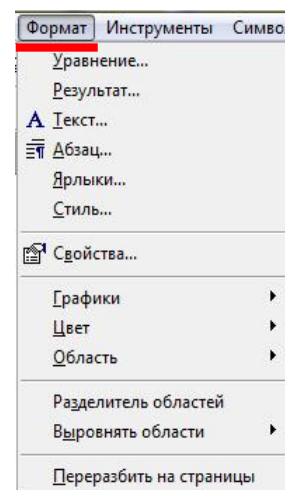 Формат Инструменты Симво
Уравнение...
Результат...
A Текст...
¶ Абзац...
Ярлыки...
Стиль...
Свойства...
Графики
Цвет
Область
Разделитель областей
Выровнять области
Переразбить на страницы